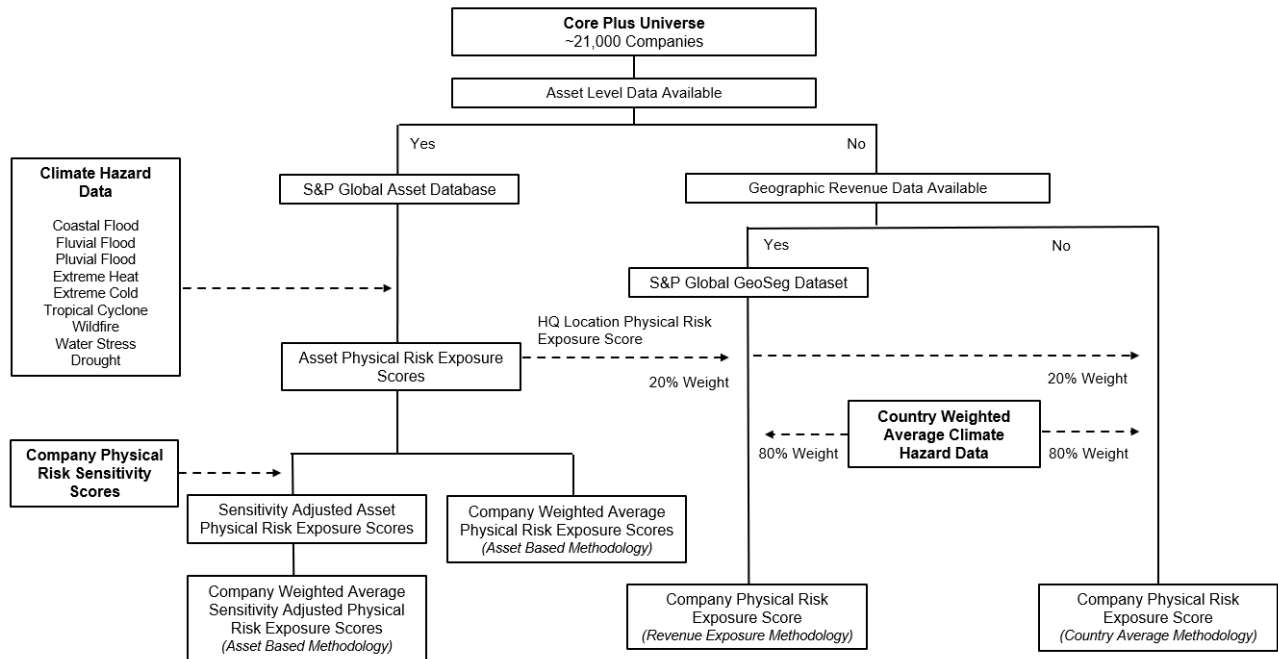 Core Plus Universe
~21,000 Companies
Asset Level Data Available
Yes
No
Climate Hazard
Data
Coastal Flood
Fluvial Flood
Pluvial Flood
Extreme Heat
Extreme Cold
Tropical Cyclone
Wildfire
Water Stress
Drought
S&P Global Asset Database
Geographic Revenue Data Available
Yes
No
S&P Global GeoSeg Dataset
HQ Location Physical Risk
Exposure Score
Asset Physical Risk Exposure
Scores
20% Weight
20% Weight
Country Weighted
Average Climate
Hazard Data
80% Weight
80% Weight
Company Physical
Risk Sensitivity
Scores
Sensitivity Adjusted Asset
Physical Risk Exposure Scores
Company Weighted Average
Physical Risk Exposure Scores
(Asset Based Methodology)
Company Weighted Average
Sensitivity Adjusted Physical
Risk Exposure Scores
(Asset Based Methodology)
Company Physical Risk
Exposure Score
(Revenue Exposure Methodology)
Company Physical Risk
Exposure Score
(Country Average Methodology)